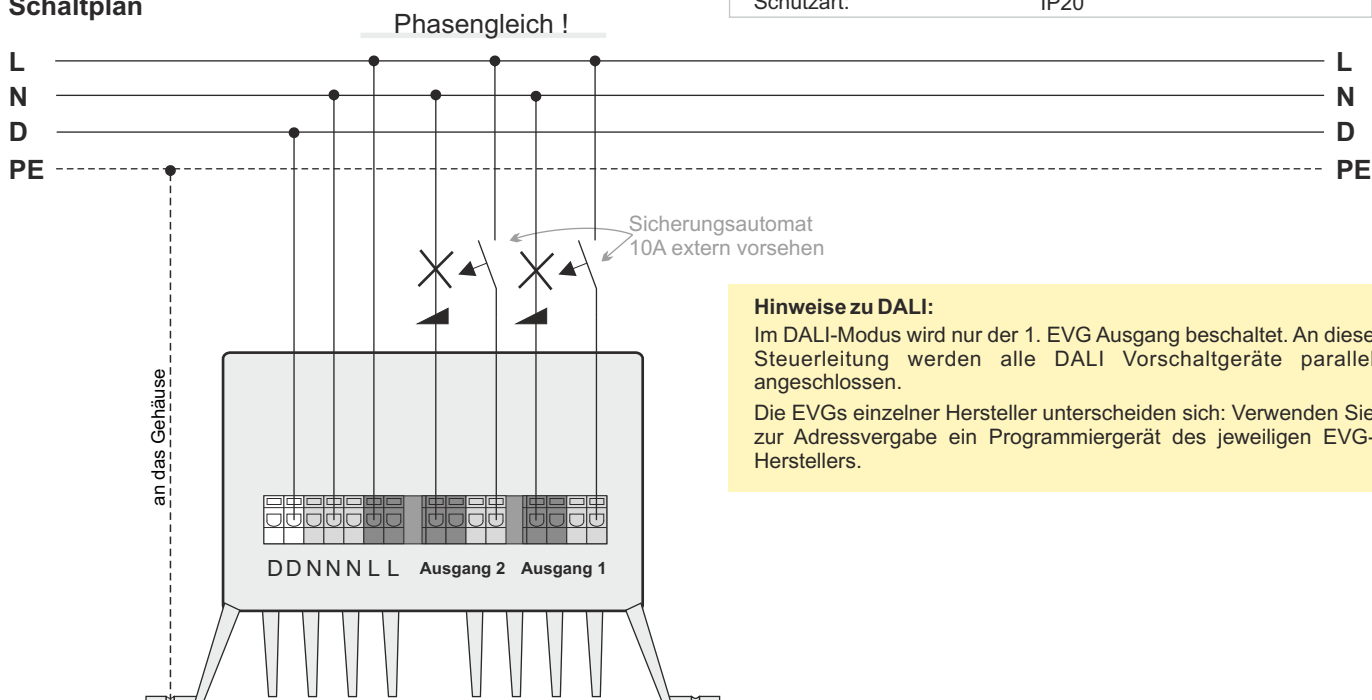 Schaltplan
Schutzart: IP20
Phasengleich !
L L
N N
D D
PE PE
Sicherungsautomat
10A extern vorsehen
Hinweise zu DALI:
Im DALI-Modus wird nur der 1. EVG Ausgang beschaltet. An diese
Steuerleitung werden alle DALI Vorschaltgeräte parallel
angeschlossen.
Die EVGs einzelner Hersteller unterscheiden sich: Verwenden Sie
zur Adressvergabe ein Programmiergerät des jeweiligen EVG-
Herstellers.
an das Gehäuse
D D N N N L L Ausgang 2 Ausgang 1